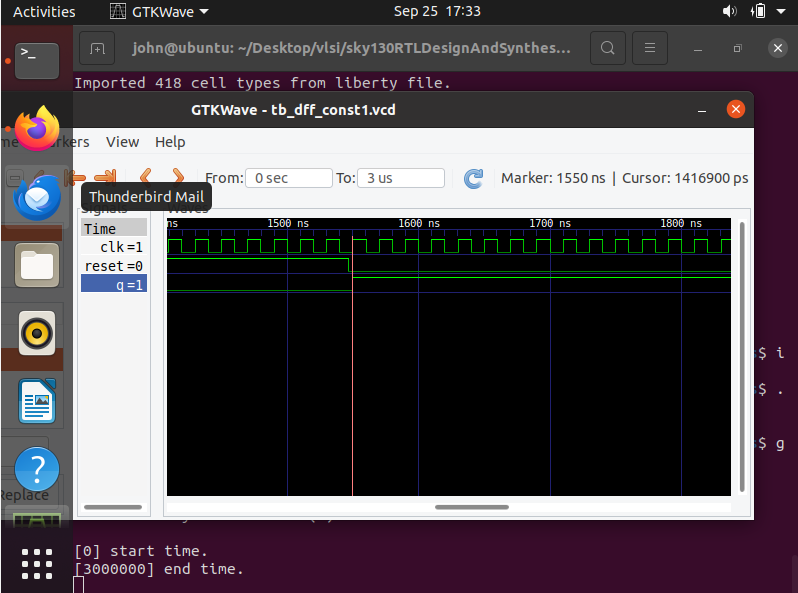 Activities GTKWave Sep 25 17:33
john@ubuntu: ~/Desktop/vlsi/sky130RTLDesignAndSynthes...
Imported 418 cell types from liberty file.
GTKWave - tb_dff_const1.vcd
View Help
From: 0 sec To: 3 us Marker: 1550 ns | Cursor: 1416900 ps
Thunderbird Mail
Signals Waves
Time
ns 1500 ns 1600 ns 1700 ns 1800 ns
clk =1
reset =0
q =1
$ i
$ .
$ g
Replace
[0] start time.
[3000000] end time.